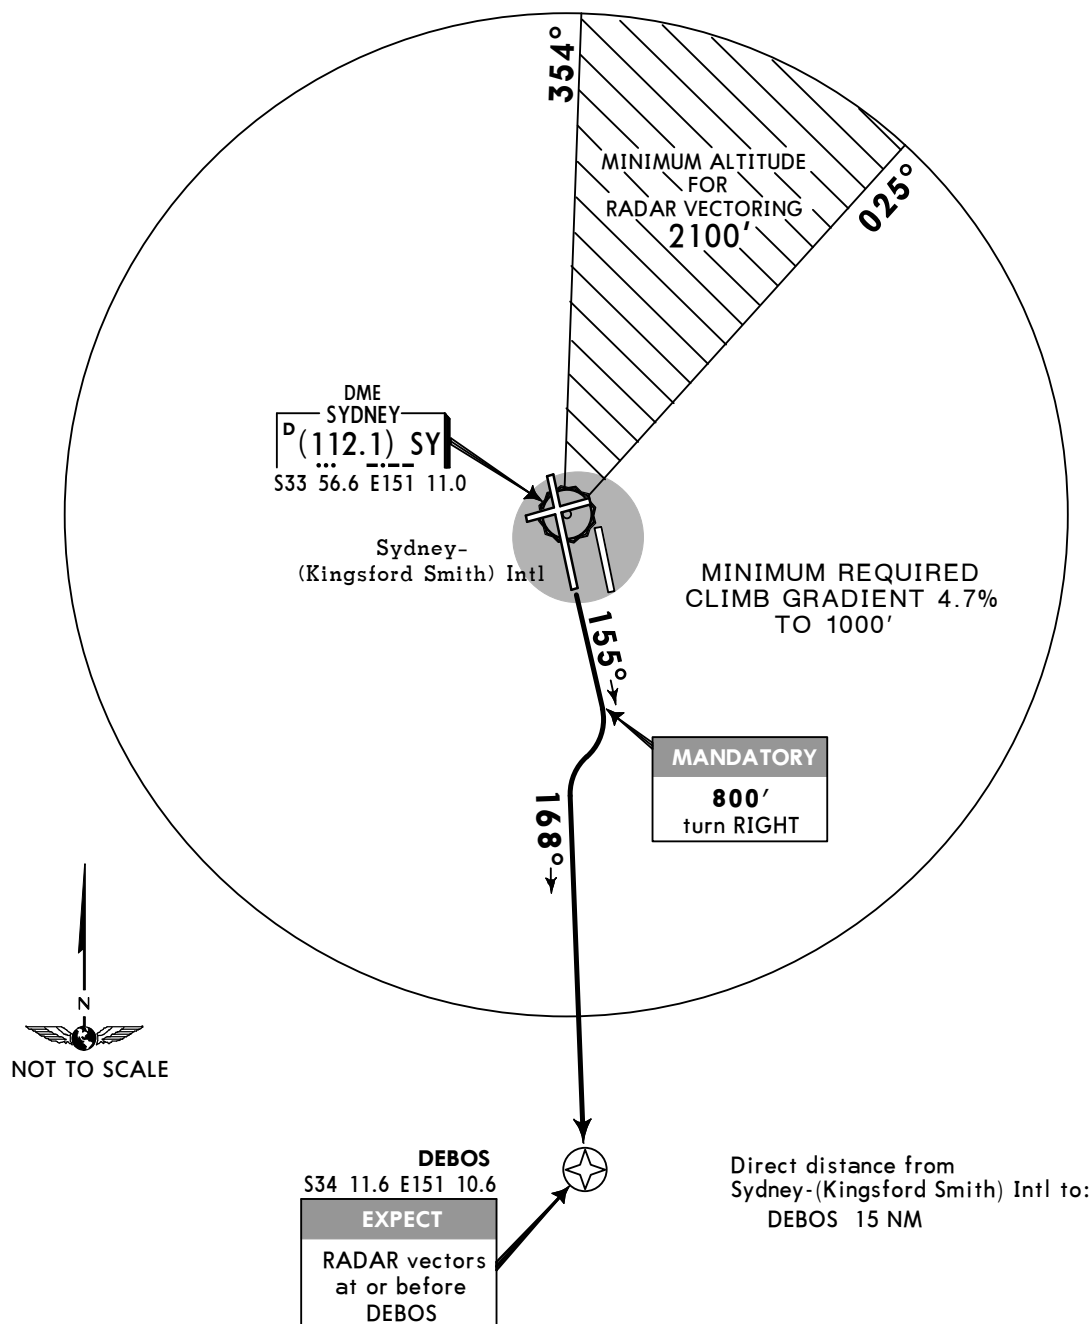 354°
MINIMUM ALTITUDE
FOR
RADAR VECTORING
2100'
025°
DME
SYDNEY
D (112.1) SY
S33 56.6 E151 11.0
Sydney-
(Kingsford Smith) Intl
MINIMUM REQUIRED
CLIMB GRADIENT 4.7%
TO 1000'
155°
MANDATORY
800'
turn RIGHT
168°
N
NOT TO SCALE
DEBOS
S34 11.6 E151 10.6
EXPECT
RADAR vectors
at or before
DEBOS
Direct distance from
Sydney-(Kingsford Smith) Intl to:
DEBOS 15 NM